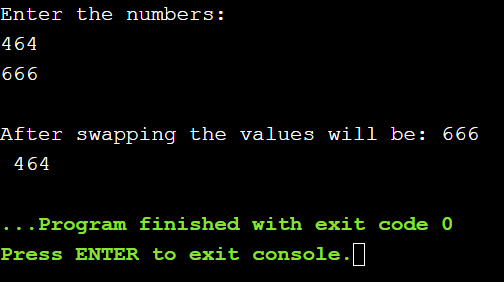 Enter the numbers:
464
666
After swapping the values will be: 666
464
...Program finished with exit code 0
Press ENTER to exit console.